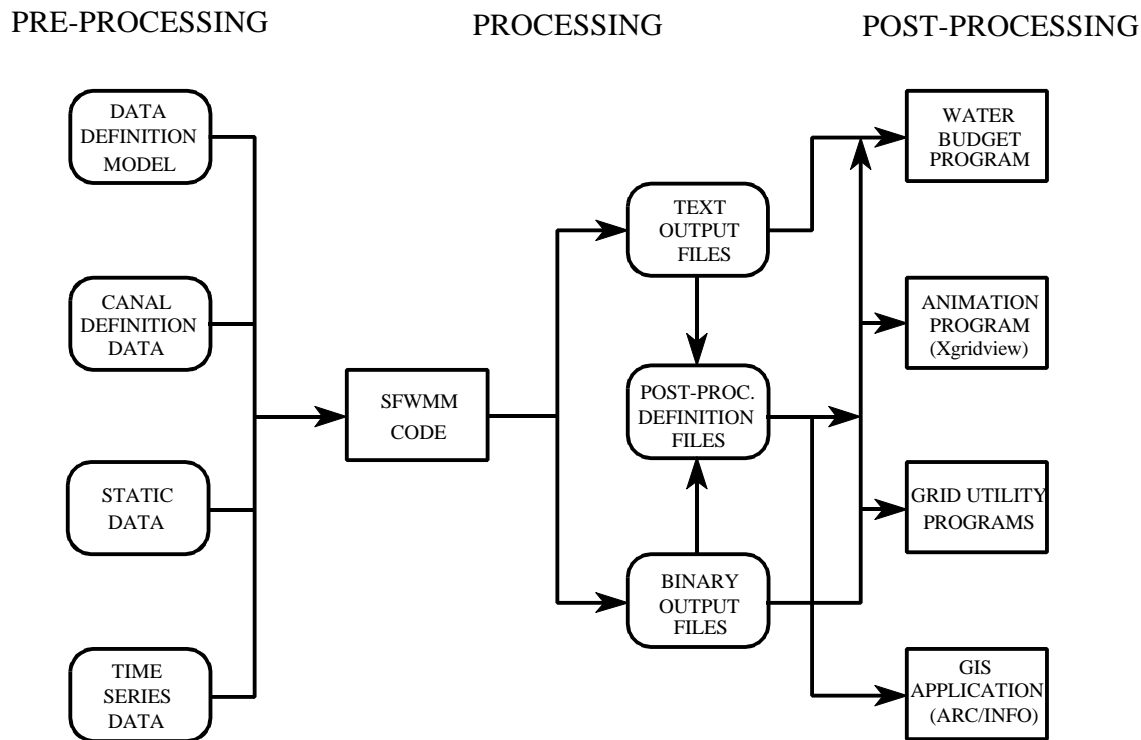 PRE-PROCESSING
PROCESSING
POST-PROCESSING
DATA
DEFINITION
MODEL
CANAL
DEFINITION
DATA
STATIC
DATA
TIME
SERIES
DATA
SFWMM
CODE
TEXT
OUTPUT
FILES
POST-PROC.
DEFINITION
FILES
BINARY
OUTPUT
FILES
WATER
BUDGET
PROGRAM
ANIMATION
PROGRAM
(Xgridview)
GRID UTILITY
PROGRAMS
GIS
APPLICATION
(ARC/INFO)